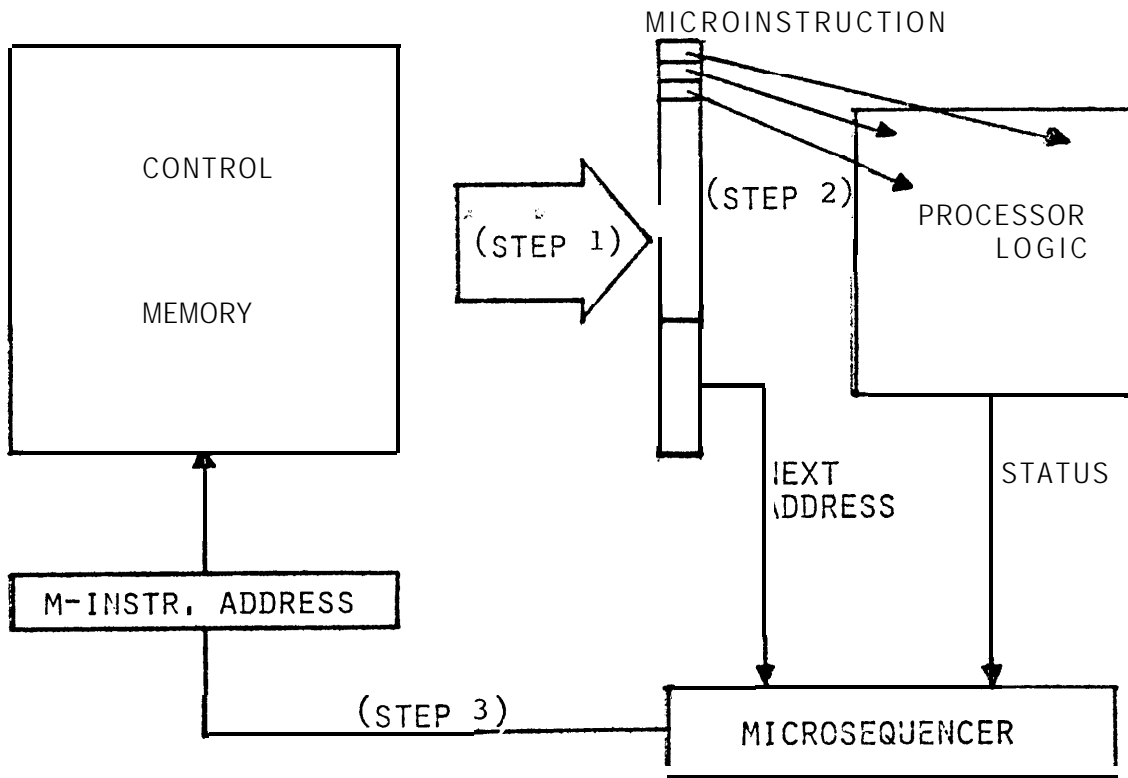 MICROINSTRUCTION
CONTROL
MEMORY
(STEP 1)
(STEP 2)
PROCESSOR
LOGIC
STATUS
M-INSTR. ADDRESS
(STEP 3)
MICROSEQUENCER